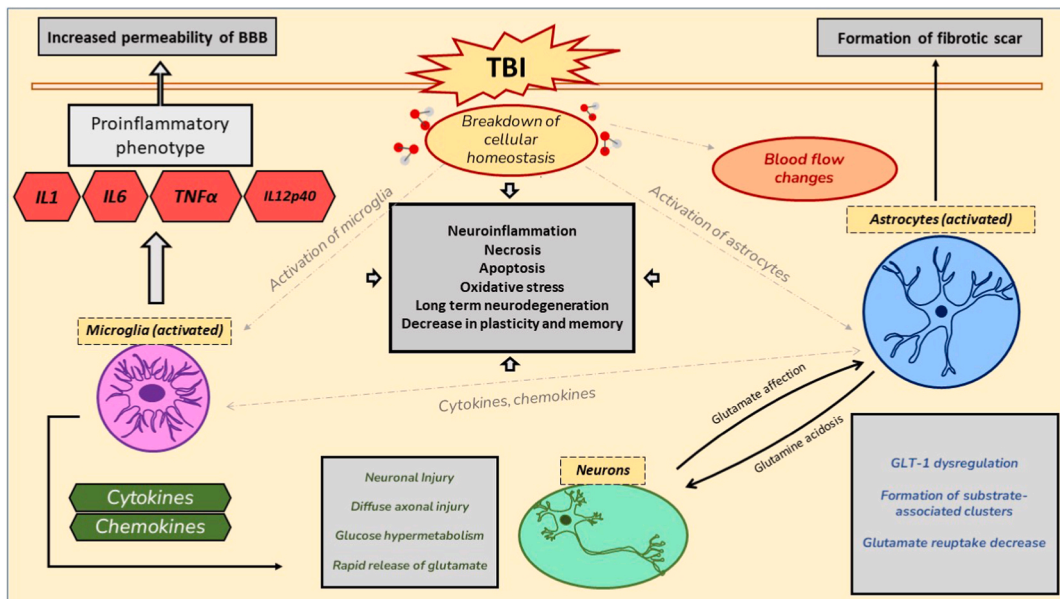 Increased permeability of BBB
TBI
Formation of fibrotic scar
Proinflammatory
phenotype
Breakdown of
cellular
homeostasis
Blood flow
changes
IL1
IL6
TNFα
IL12p40
Activation of microglia
Activation of astrocytes
Astrocytes (activated)
Neuroinflammation
Necrosis
Apoptosis
Oxidative stress
Long term neurodegeneration
Decrease in plasticity and memory
Microglia (activated)
Cytokines, chemokines
Glutamate affection
Glutamine acidosis
Cytokines
Chemokines
Neuronal Injury
Diffuse axonal injury
Glucose hypermetabolism
Rapid release of glutamate
Neurons
GLT-1 dysregulation
Formation of substrate-
associated clusters
Glutamate reuptake decrease